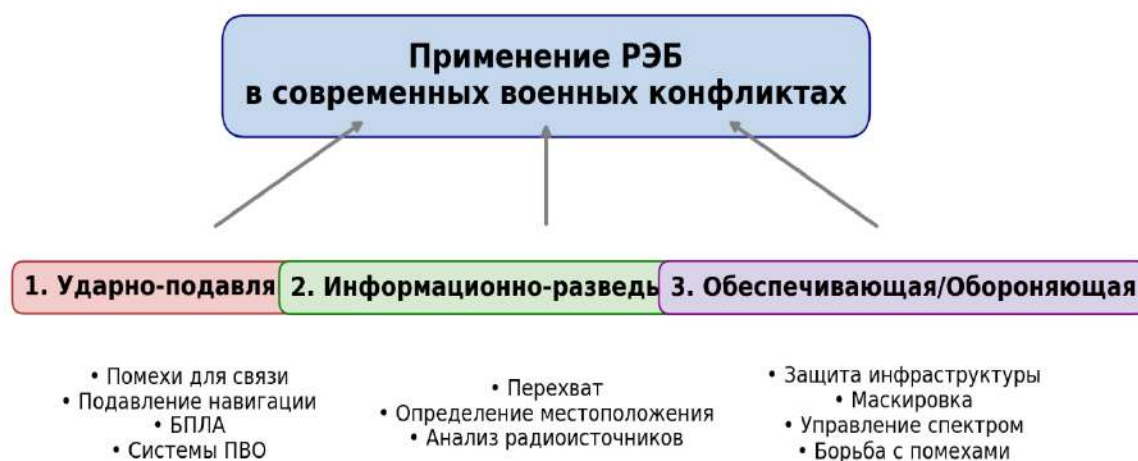 Применение РЭБ
в современных военных конфликтах
1. Ударно-подавля
2. Информационно-разведы
3. Обеспечивающая/Обороняющая
• Помехи для связи
• Подавление навигации
• БПЛА
• Системы ПВО
• Перехват
• Определение местоположения
• Анализ радиоисточников
• Защита инфраструктуры
• Маскировка
• Управление спектром
• Борьба с помехами